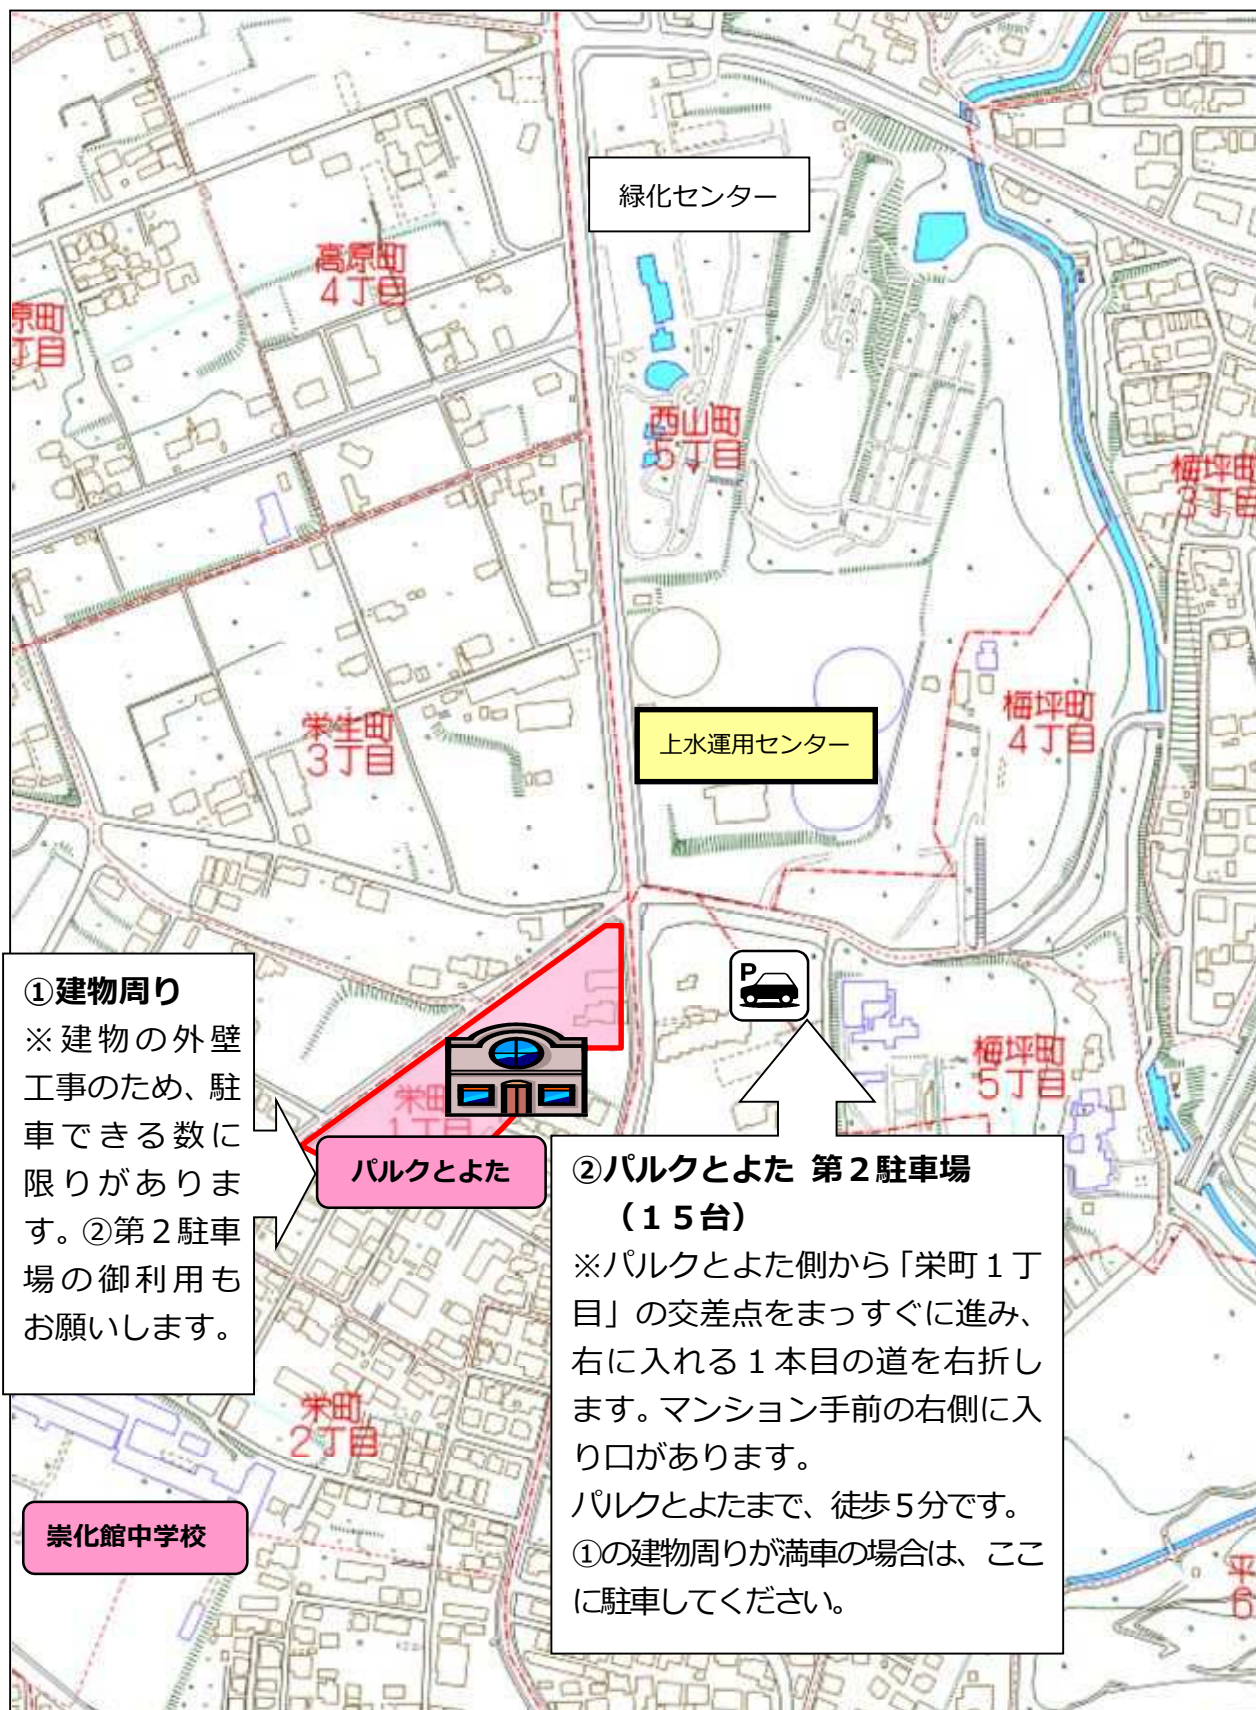 緑化センター
高原町
4丁目
原町
丁目
西山町
5丁目
梅坪町
3丁目
栄生町
3丁目
上水運用センター
梅坪町
4丁目
P
①建物周り
※建物の外壁
工事のため、駐
車できる数に
限りがありま
す。②第２駐車
場の御利用も
お願いします。
栄町
1丁目
パルクとよた
梅坪町
5丁目
②パルクとよた 第２駐車場
（１５台）
※パルクとよた側から「栄町１丁
目」の交差点をまっすぐに進み、
右に入れる１本目の道を右折し
ます。マンション手前の右側に入
り口があります。
パルクとよたまで、徒歩５分です。
①の建物周りが満車の場合は、ここ
に駐車してください。
栄町
2丁目
崇化館中学校
平
6